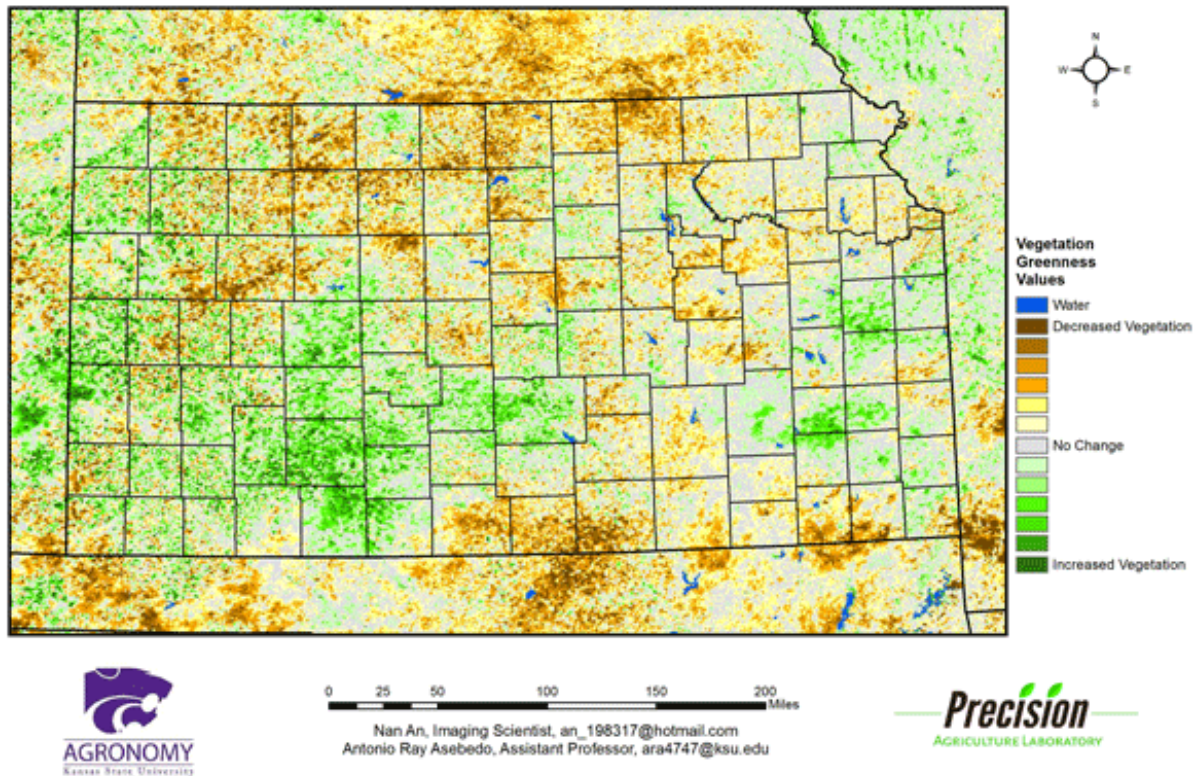 N
W E
S
Vegetation
Greenness
Values
Water
Decreased Vegetation
No Change
Increased Vegetation
0 25 50 100 150 200
Miles
Nan An, Imaging Scientist, an_198317@hotmail.com
Antonio Ray Asebedo, Assistant Professor, ara4747@ksu.edu
AGRONOMY
Kansas State University
Precision
AGRICULTURE LABORATORY